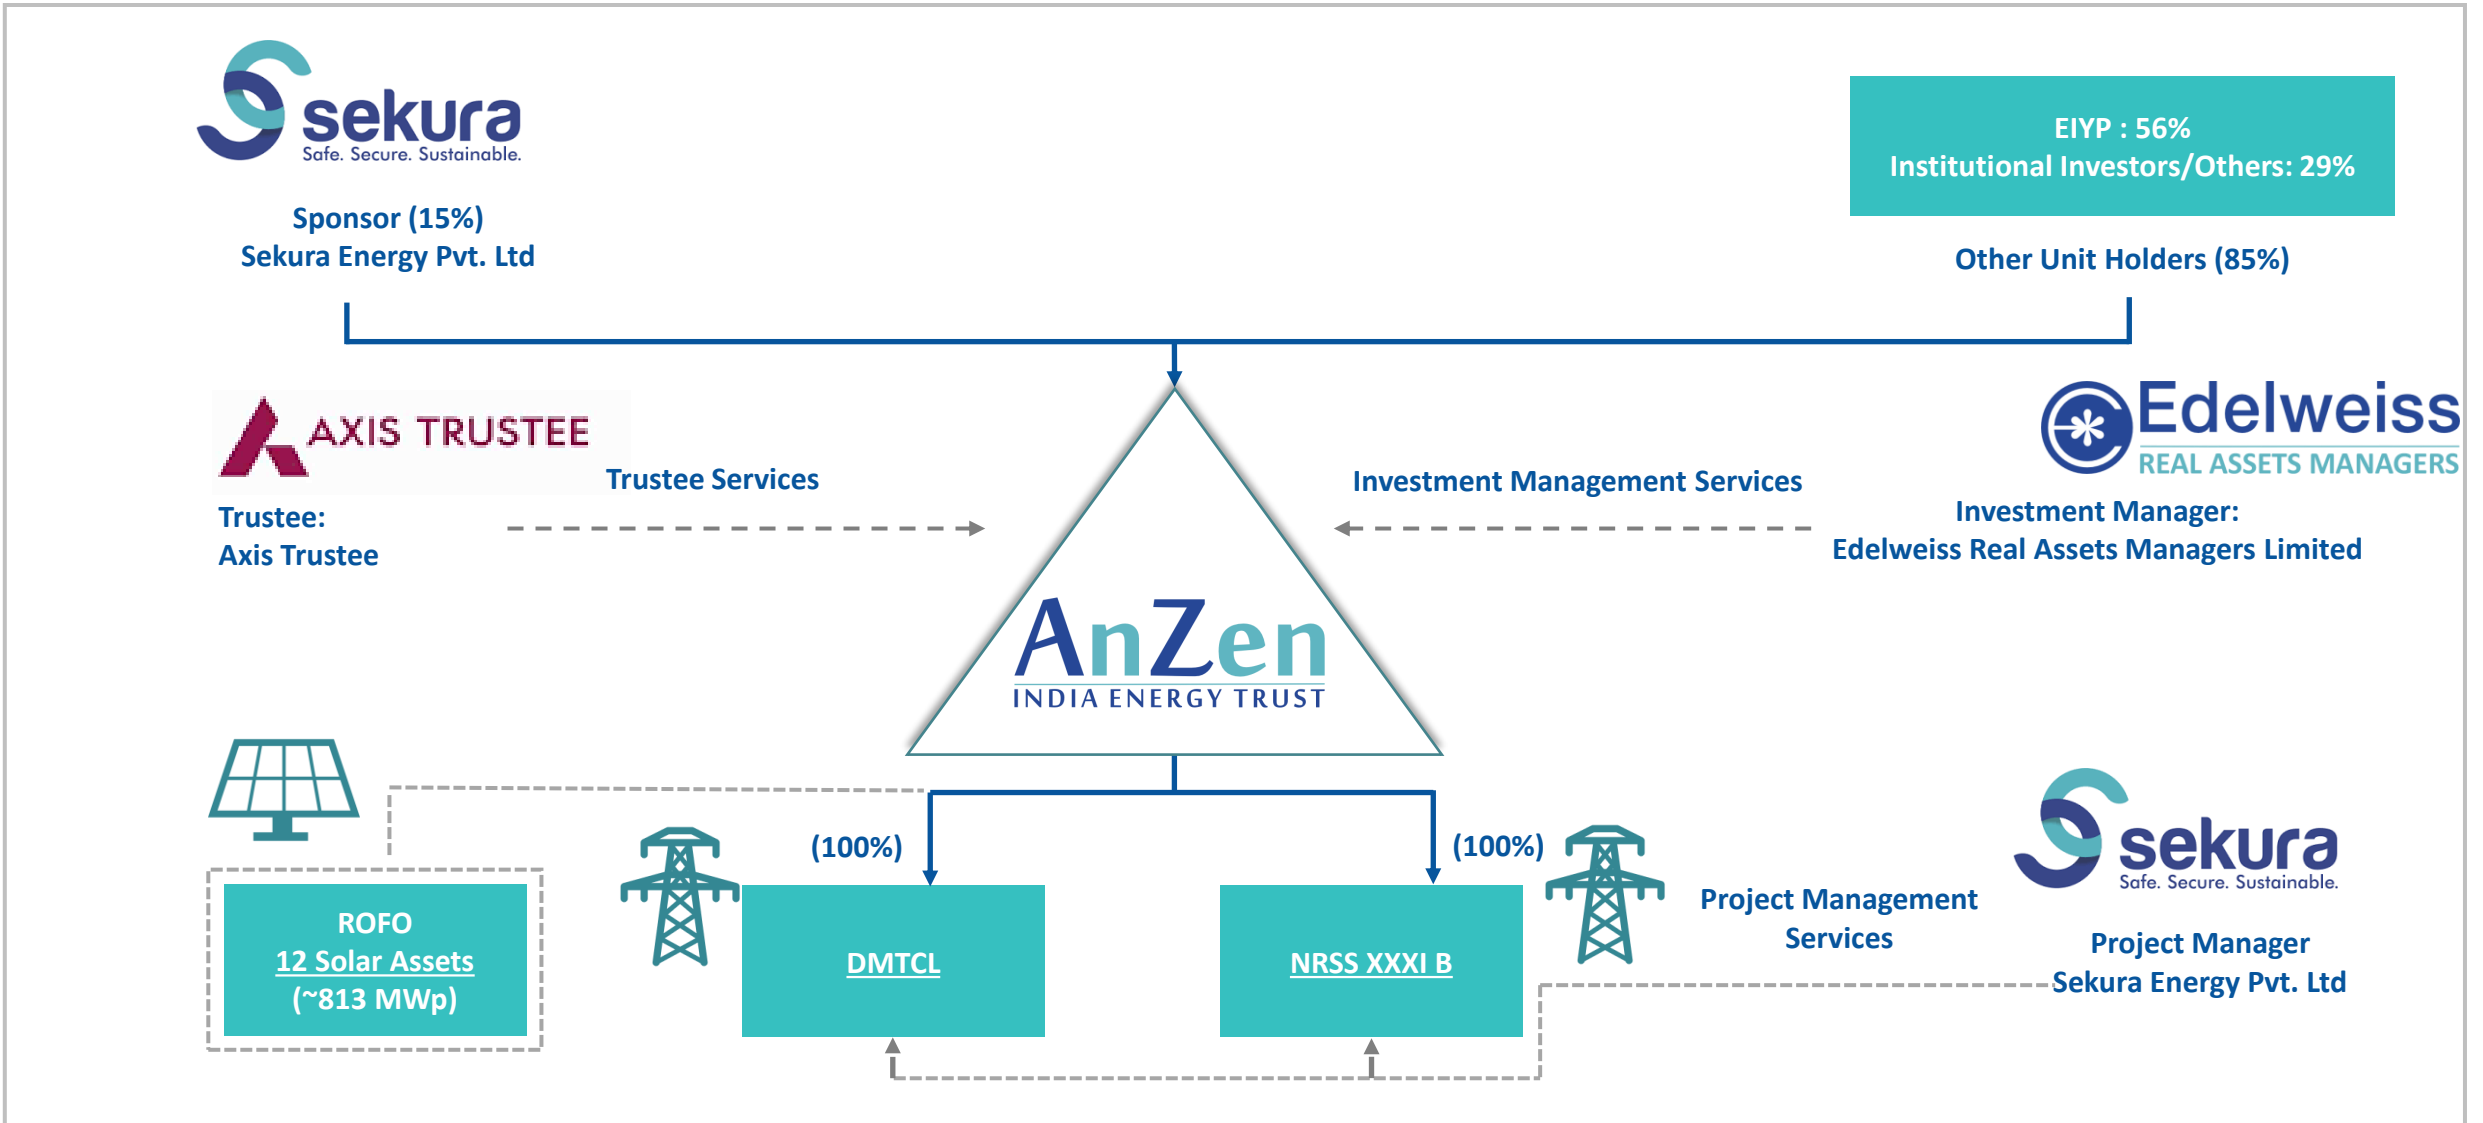 sekura
Safe. Secure. Sustainable.
Sponsor (15%)
Sekura Energy Pvt. Ltd
EIYP : 56%
Institutional Investors/Others: 29%
Other Unit Holders (85%)
AXIS TRUSTEE
Trustee Services
Trustee:
Axis Trustee
Edelweiss
REAL ASSETS MANAGERS
Investment Management Services
Investment Manager:
Edelweiss Real Assets Managers Limited
AnZen
INDIA ENERGY TRUST
(100%)
(100%)
ROFO
12 Solar Assets
(~813 MWp)
DMTCL
NRSS XXXI B
Project Management
Services
sekura
Safe. Secure. Sustainable.
Project Manager
Sekura Energy Pvt. Ltd